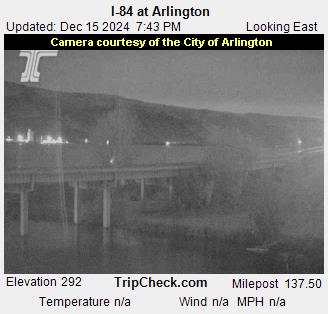 I-84 at Arlington
Updated: Dec 15 2024 7:43 PM Looking East
Camera courtesy of the City of Arlington
Elevation 292 TripCheck.com Milepost 137.50
Temperature n/a Wind n/a MPH n/a